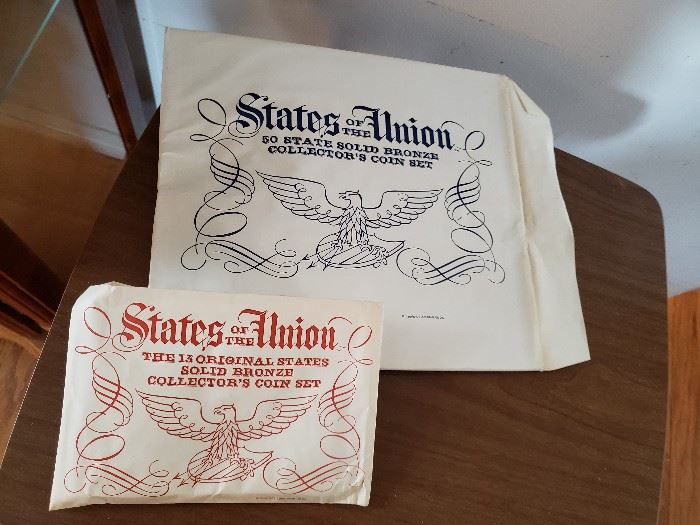 States OF THE Union
50 STATE SOLID BRONZE
COLLECTOR'S COIN SET
States OF THE Union
THE 13 ORIGINAL STATES
SOLID BRONZE
COLLECTOR'S COIN SET